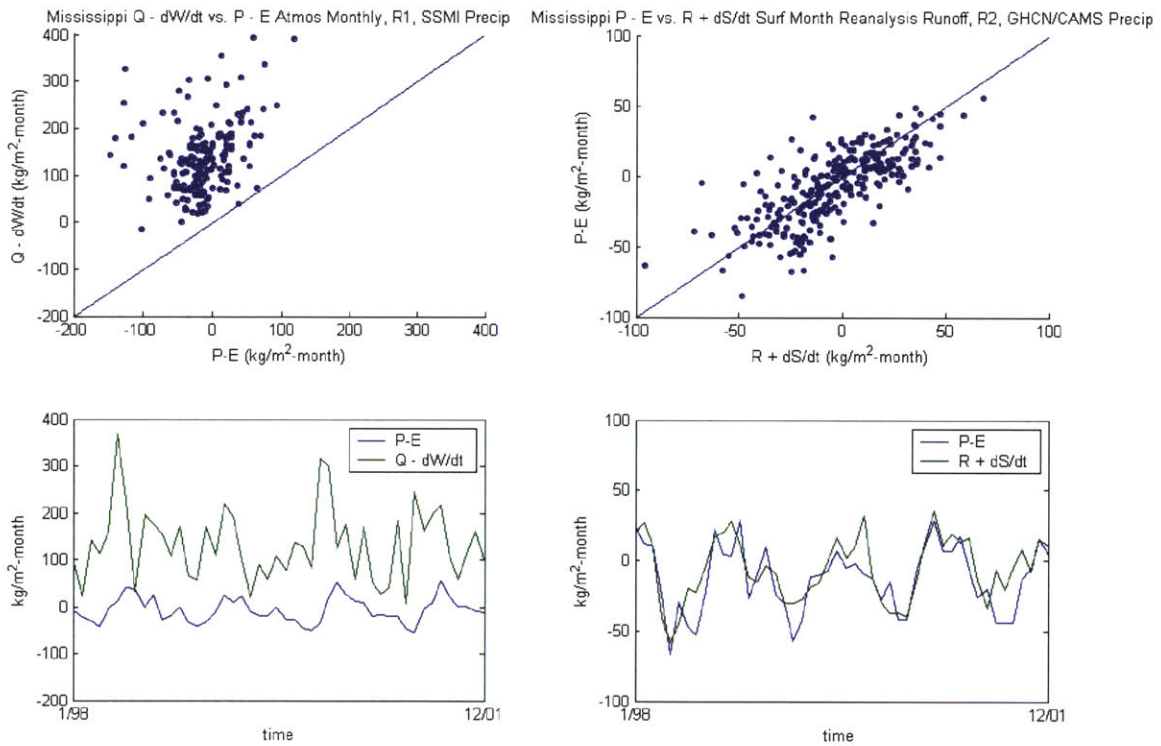 Mississippi Q - dW/dt vs. P - E Atmos Monthly, R1, SSMI Precip
400
300
200
100
0
-100
-200
Q - dW/dt (kg/m²-month)
-200
-100
0
100
200
300
400
P-E (kg/m²-month)
Mississippi P - E vs. R + dS/dt Surf Month Reanalysis Runoff, R2, GHCN/CAMS Precip
100
50
0
-50
-100
P-E (kg/m²-month)
-100
-50
0
50
100
R + dS/dt (kg/m²-month)
400
300
200
100
0
-100
-200
kg/m²-month
P-E
Q - dW/dt
1/98
12/01
time
100
50
0
-50
-100
kg/m²-month
P-E
R + dS/dt
1/98
12/01
time